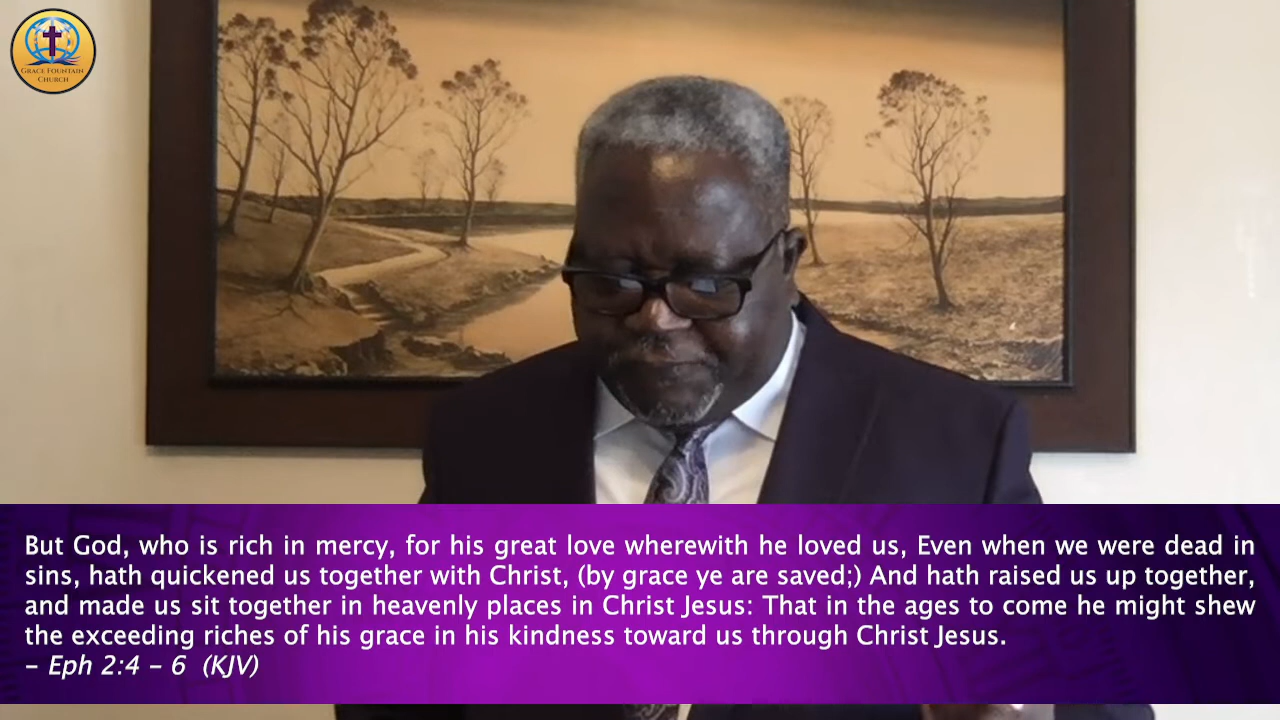 GRACE FOUNTAIN
CHURCH
But God, who is rich in mercy, for his great love wherewith he loved us, Even when we were dead in
sins, hath quickened us together with Christ, (by grace ye are saved;) And hath raised us up together,
and made us sit together in heavenly places in Christ Jesus: That in the ages to come he might shew
the exceeding riches of his grace in his kindness toward us through Christ Jesus.
– Eph 2:4 – 6 (KJV)